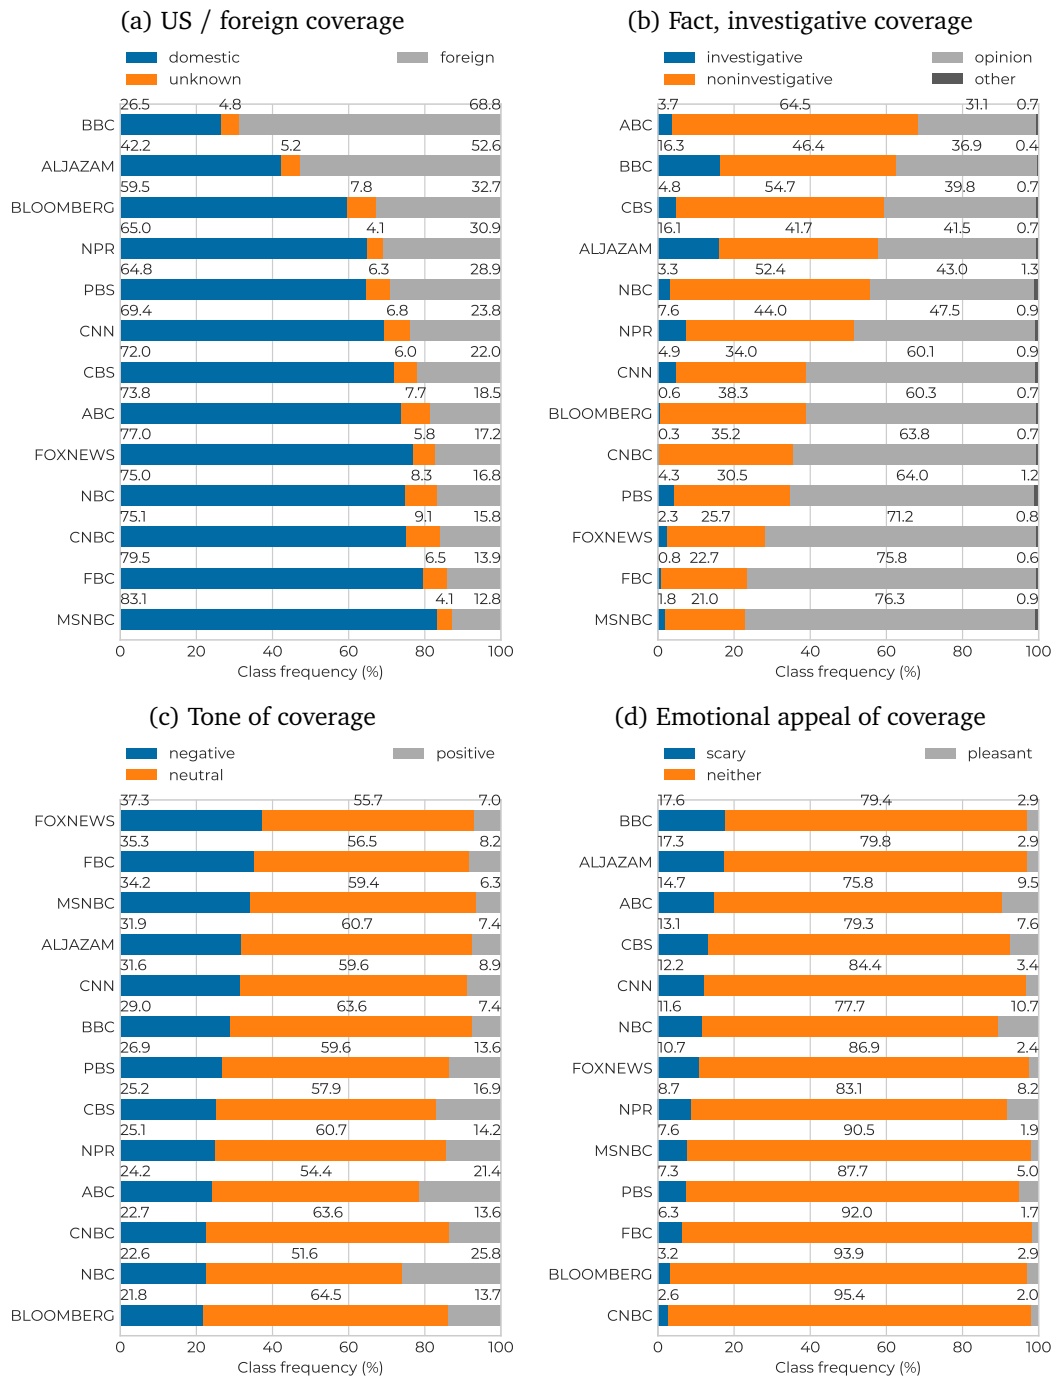 (a) US / foreign coverage
domestic
foreign
unknown
26.5 4.8 68.8
BBC
42.2 5.2 52.6
ALJAZAM
59.5 7.8 32.7
BLOOMBERG
65.0 4.1 30.9
NPR
64.8 6.3 28.9
PBS
69.4 6.8 23.8
CNN
72.0 6.0 22.0
CBS
73.8 7.7 18.5
ABC
77.0 5.8 17.2
FOXNEWS
75.0 8.3 16.8
NBC
75.1 9.1 15.8
CNBC
79.5 6.5 13.9
FBC
83.1 4.1 12.8
MSNBC
0 20 40 60 80 100
Class frequency (%)
(b) Fact, investigative coverage
investigative
opinion
noninvestigative
other
3.7 64.5 31.1 0.7
ABC
16.3 46.4 36.9 0.4
BBC
4.8 54.7 39.8 0.7
CBS
16.1 41.7 41.5 0.7
ALJAZAM
3.3 52.4 43.0 1.3
NBC
7.6 44.0 47.5 0.9
NPR
4.9 34.0 60.1 0.9
CNN
0.6 38.3 60.3 0.7
BLOOMBERG
0.3 35.2 63.8 0.7
CNBC
4.3 30.5 64.0 1.2
PBS
2.3 25.7 71.2 0.8
FOXNEWS
0.8 22.7 75.8 0.6
FBC
1.8 21.0 76.3 0.9
MSNBC
0 20 40 60 80 100
Class frequency (%)
(c) Tone of coverage
negative
positive
neutral
37.3 55.7 7.0
FOXNEWS
35.3 56.5 8.2
FBC
34.2 59.4 6.3
MSNBC
31.9 60.7 7.4
ALJAZAM
31.6 59.6 8.9
CNN
29.0 63.6 7.4
BBC
26.9 59.6 13.6
PBS
25.2 57.9 16.9
CBS
25.1 60.7 14.2
NPR
24.2 54.4 21.4
ABC
22.7 63.6 13.6
CNBC
22.6 51.6 25.8
NBC
21.8 64.5 13.7
BLOOMBERG
0 20 40 60 80 100
Class frequency (%)
(d) Emotional appeal of coverage
scary
pleasant
neither
17.6 79.4 2.9
BBC
17.3 79.8 2.9
ALJAZAM
14.7 75.8 9.5
ABC
13.1 79.3 7.6
CBS
12.2 84.4 3.4
CNN
11.6 77.7 10.7
NBC
10.7 86.9 2.4
FOXNEWS
8.7 83.1 8.2
NPR
7.6 90.5 1.9
MSNBC
7.3 87.7 5.0
PBS
6.3 92.0 1.7
FBC
3.2 93.9 2.9
BLOOMBERG
2.6 95.4 2.0
CNBC
0 20 40 60 80 100
Class frequency (%)